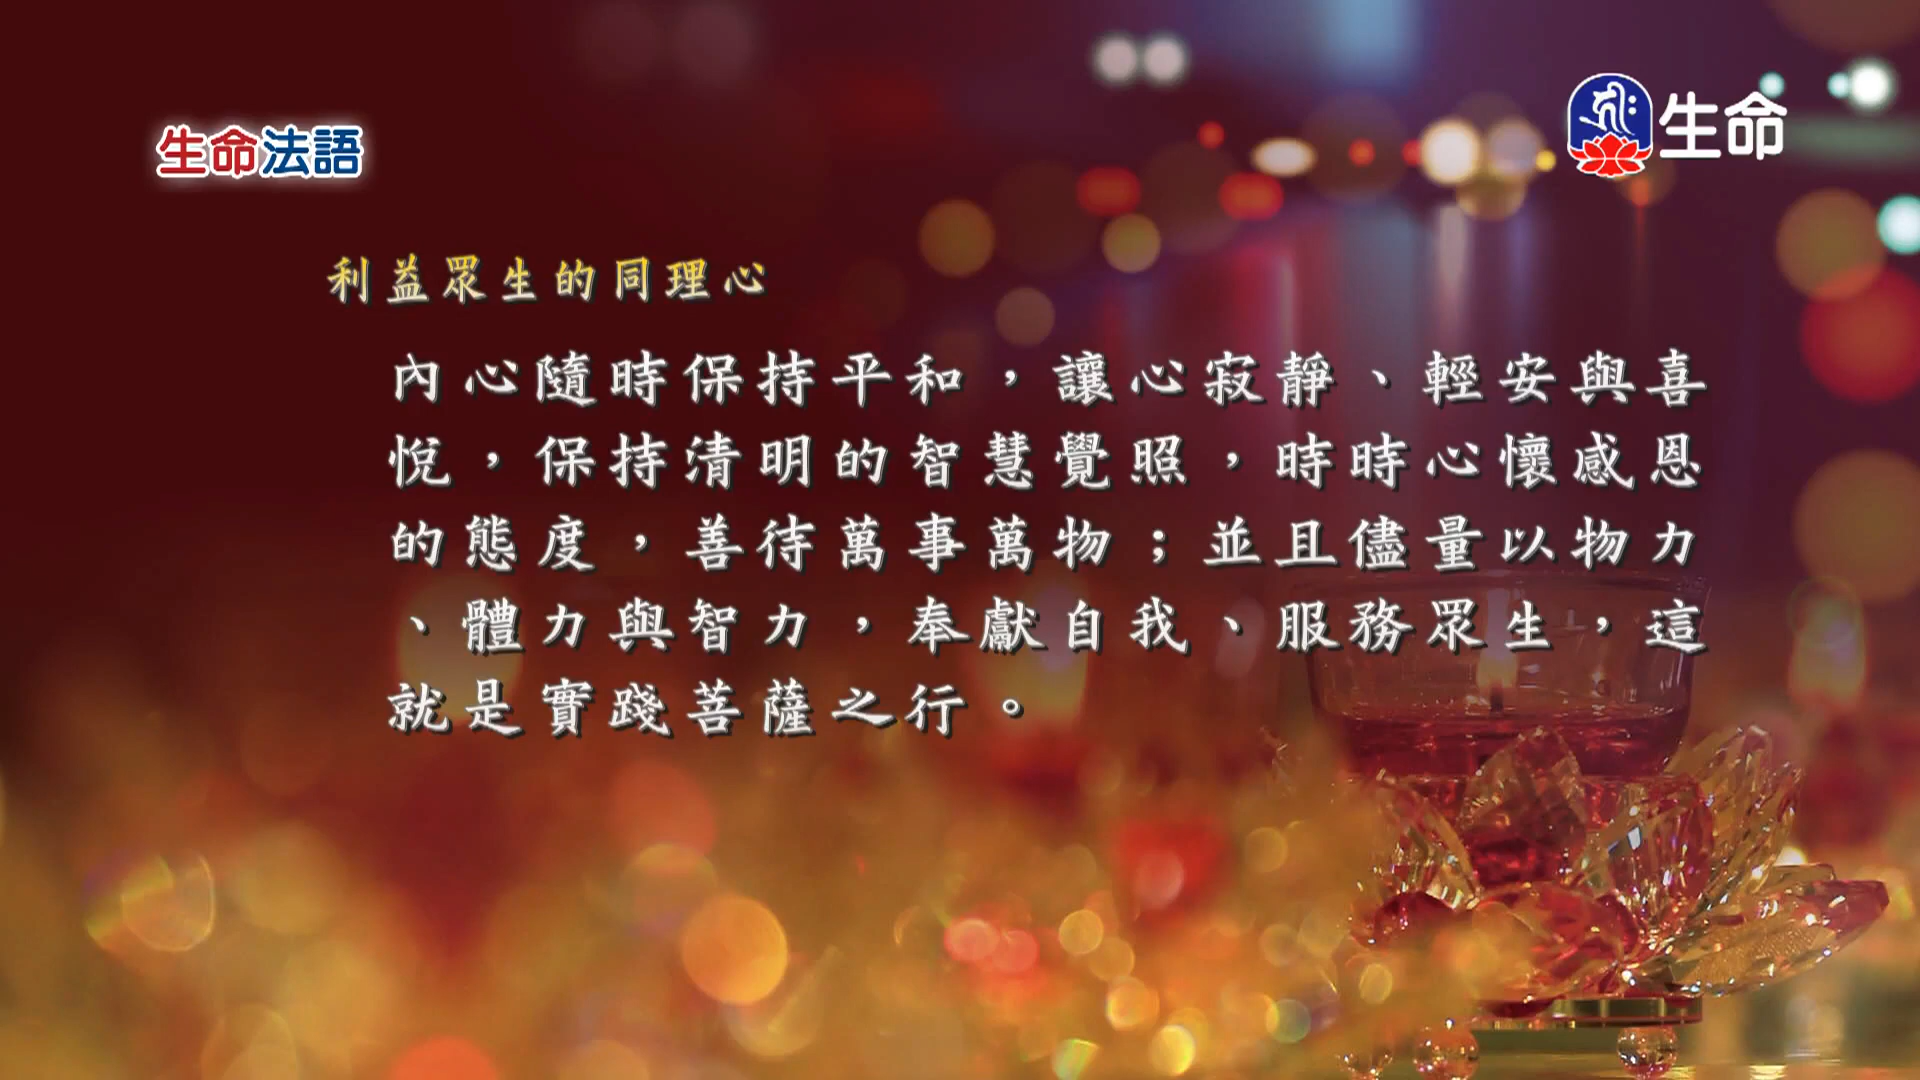 生命法語
生命
利益眾生的同理心
內心隨時保持平和，讓心寂靜、輕安與喜
悅，保持清明的智慧覺照，時時心懷感恩
的態度，善待萬事萬物；並且儘量以物力
、體力與智力，奉獻自我、服務眾生，這
就是實踐菩薩之行。